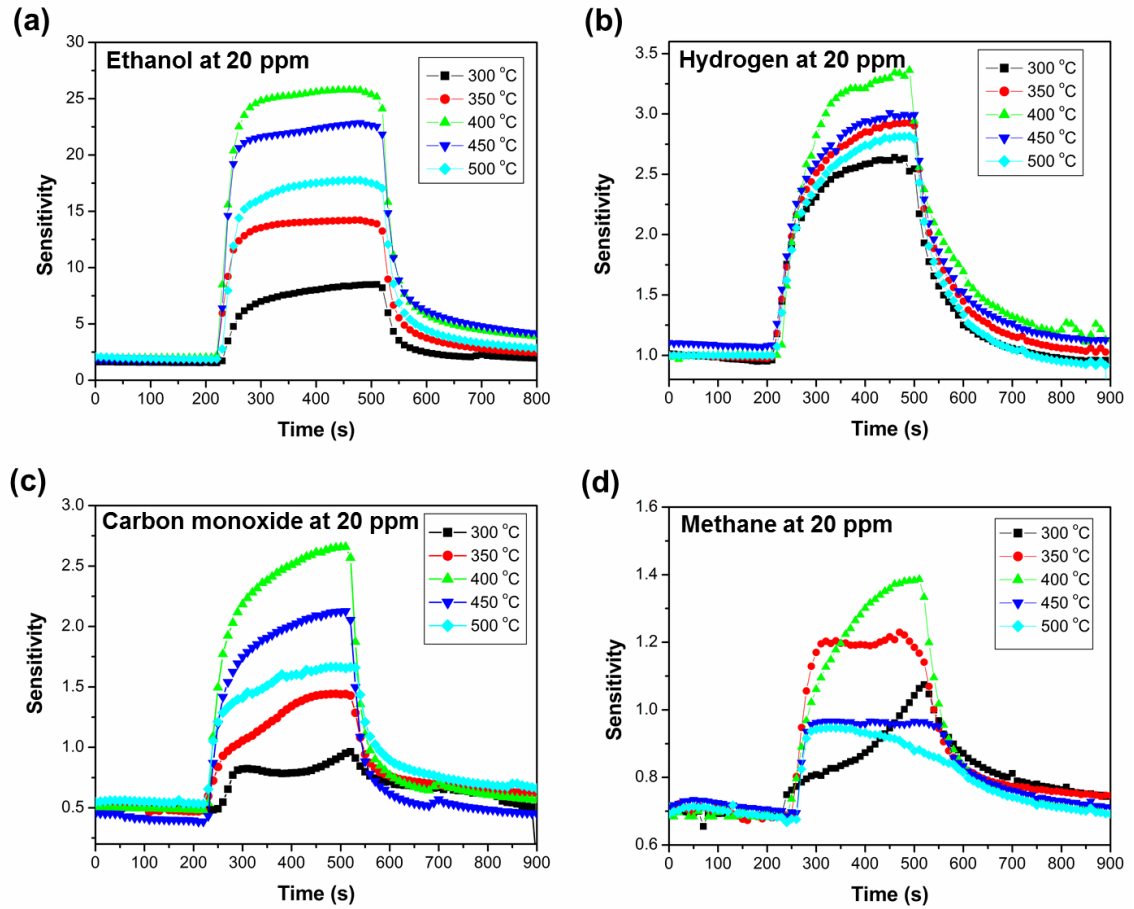 (a)
Ethanol at 20 ppm
300 °C
350 °C
400 °C
450 °C
500 °C
30
25
20
15
10
5
0
Sensitivity
0 100 200 300 400 500 600 700 800
Time (s)
(b)
Hydrogen at 20 ppm
300 °C
350 °C
400 °C
450 °C
500 °C
3.5
3.0
2.5
2.0
1.5
1.0
Sensitivity
0 100 200 300 400 500 600 700 800 900
Time (s)
(c)
Carbon monoxide at 20 ppm
300 °C
350 °C
400 °C
450 °C
500 °C
3.0
2.5
2.0
1.5
1.0
0.5
Sensitivity
0 100 200 300 400 500 600 700 800 900
Time (s)
(d)
Methane at 20 ppm
300 °C
350 °C
400 °C
450 °C
500 °C
1.6
1.4
1.2
1.0
0.8
0.6
Sensitivity
0 100 200 300 400 500 600 700 800 900
Time (s)